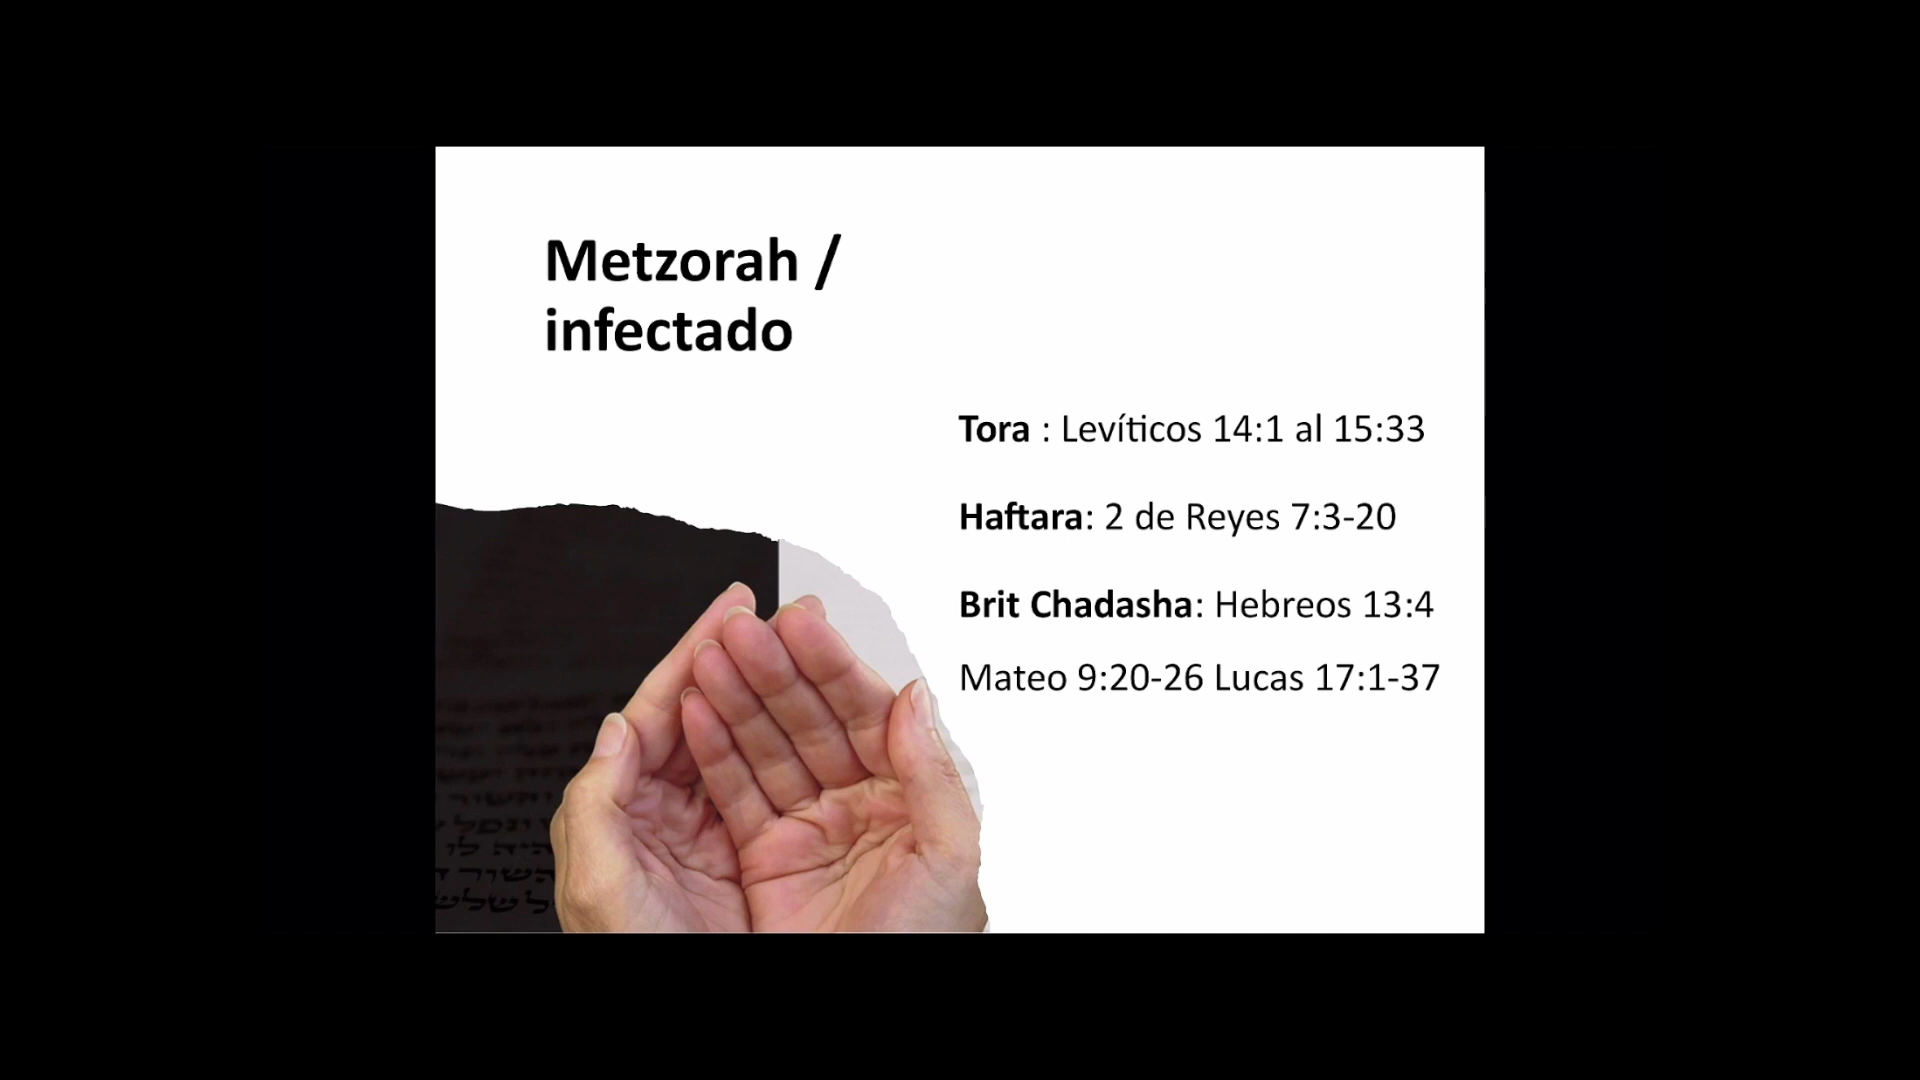 Metzorah /
infectado
Tora : Levíticos 14:1 al 15:33
Haftara: 2 de Reyes 7:3-20
Brit Chadasha: Hebreos 13:4
Mateo 9:20-26 Lucas 17:1-37